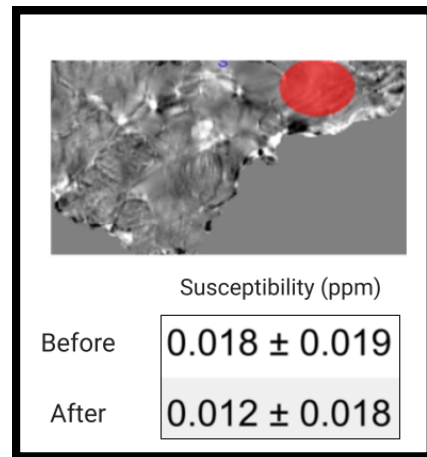 S
Susceptibility (ppm)
Before 0.018 ± 0.019
After 0.012 ± 0.018